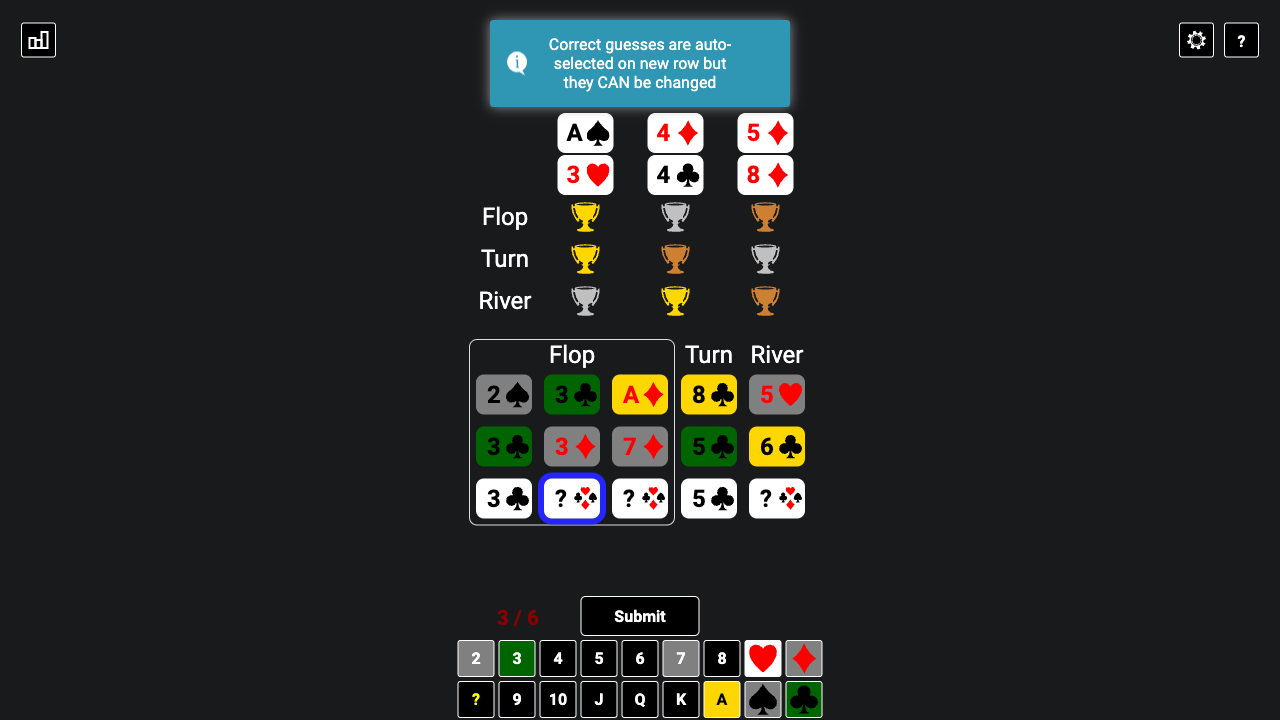 Correct guesses are auto-
selected on new row but
they CAN be changed
?
A 4 5
3 4 8
Flop
Turn
River
Flop Turn River
2 3 A 8 5
3 3 7 5 6
3 ? ? 5 ?
3 / 6 Submit
2 3 4 5 6 7 8
? 9 10 J Q K A